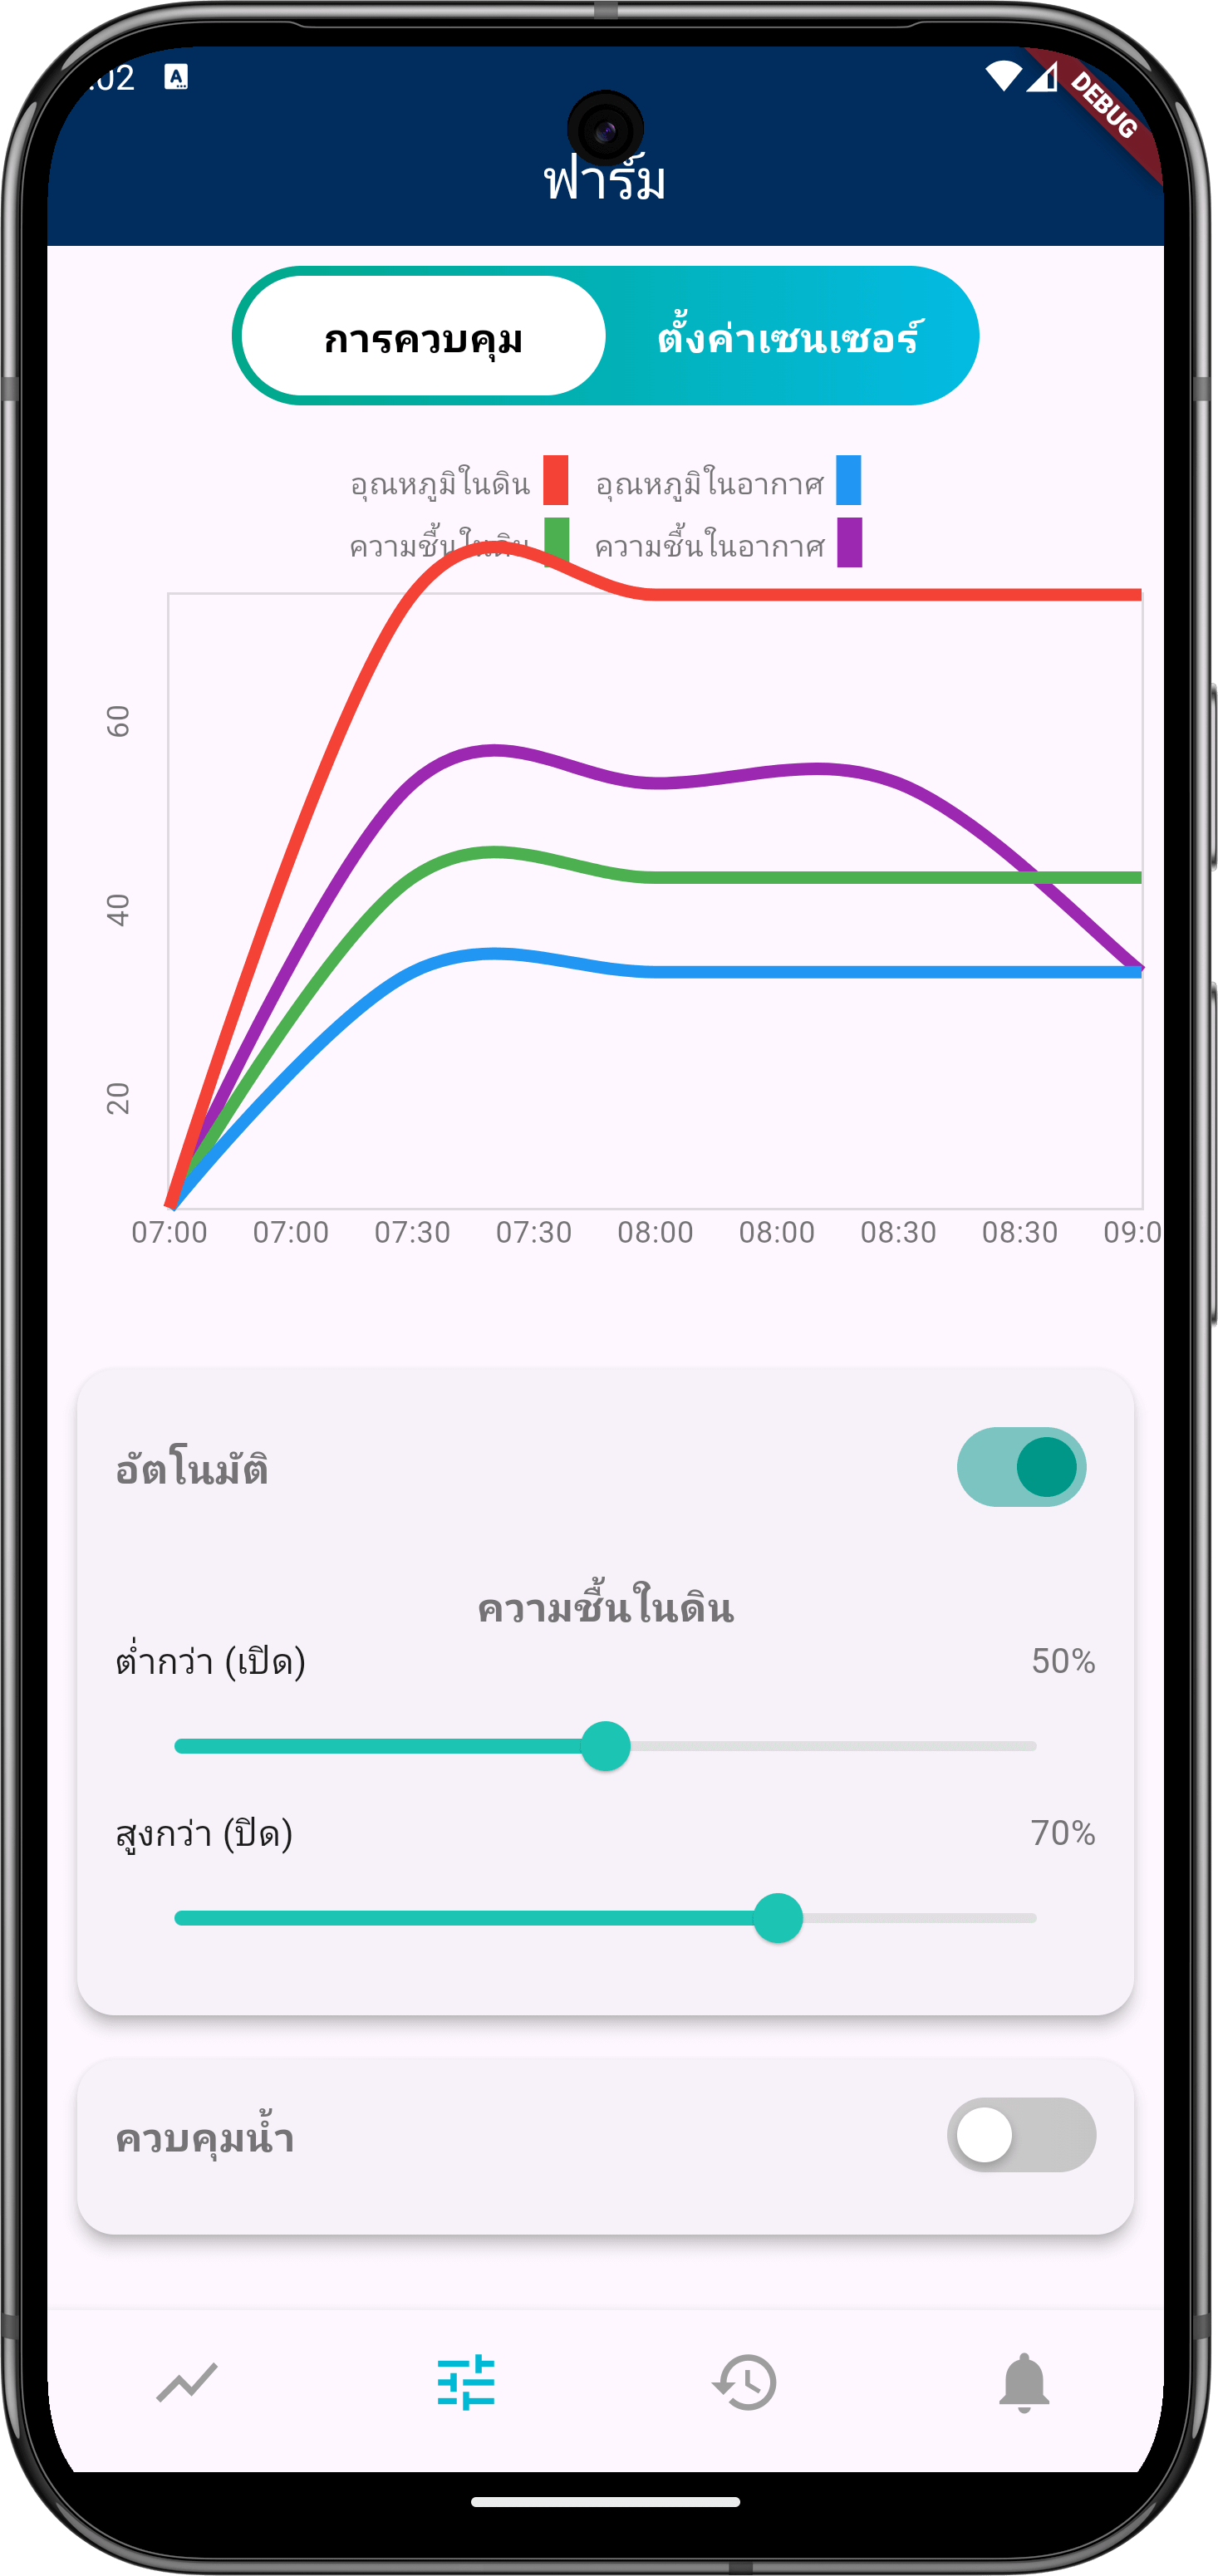 :02
DEBUG
ฟาร์ม
การควบคุม ตั้งค่าเซนเซอร์
อุณหภูมิในดิน อุณหภูมิในอากาศ
ความชื้นในดิน ความชื้นในอากาศ
60
40
20
07:00 07:00 07:30 07:30 08:00 08:00 08:30 08:30 09:0
อัตโนมัติ
ความชื้นในดิน
ต่ำกว่า (เปิด) 50%
สูงกว่า (ปิด) 70%
ควบคุมน้ำ